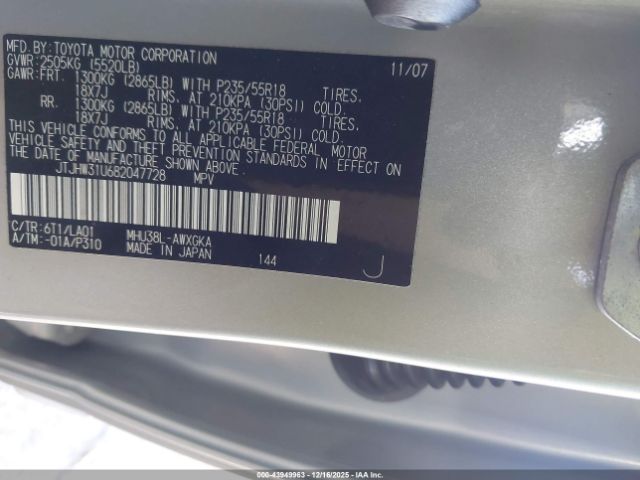 MFD. BY: TOYOTA MOTOR CORPORATION 11/07
GVWR: 2505KG (5520LB)
GAWR: FRT. 1300KG (2865LB) WITH P235/55R18 TIRES.
18X7J RIMS. AT 210KPA (30PSI) COLD.
RR. 1300KG (2865LB) WITH P235/55R18 TIRES.
18X7J RIMS. AT 210KPA (30PSI) COLD.
THIS VEHICLE CONFORMS TO ALL APPLICABLE FEDERAL MOTOR
VEHICLE SAFETY AND THEFT PREVENTION STANDARDS IN EFFECT ON
THE DATE OF MANUFACTURE SHOWN ABOVE.
JTJHW31U682047728 MPV
C/TR: 6T1/LA01 MHU38L-AWXGKA
A/TM: -01A/P310 MADE IN JAPAN 144 J
© - 43949963 - 12/16/2025 - IAA Inc.